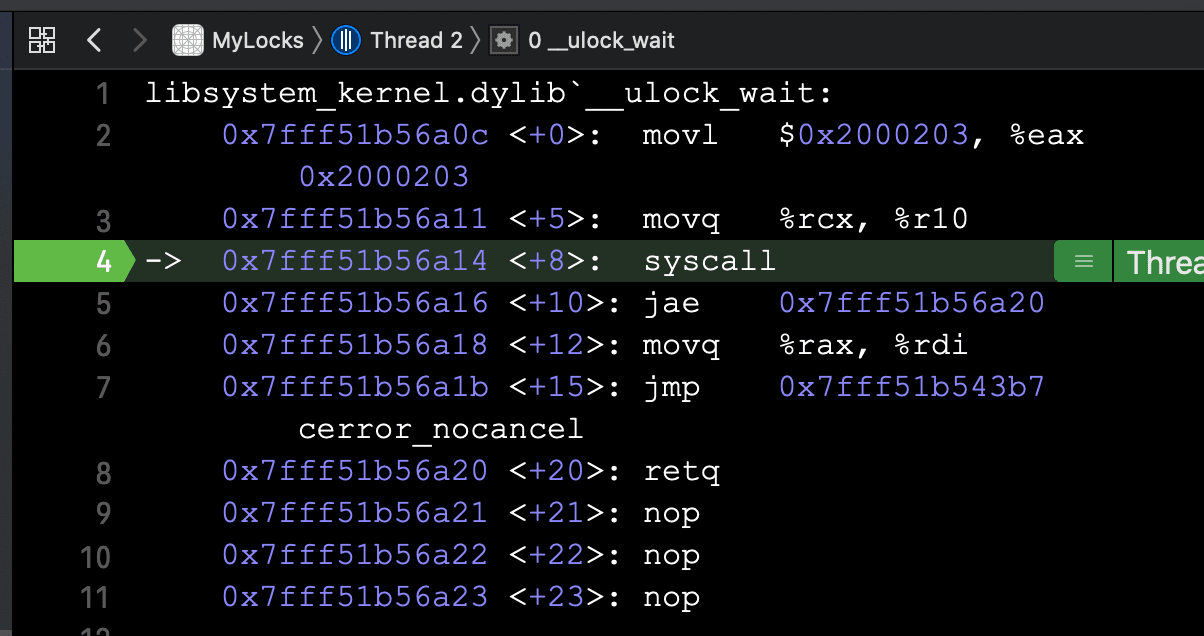 MyLocks Thread 2 0 __ulock_wait
1 libsystem_kernel.dylib`__ulock_wait:
2 0x7fff51b56a0c <+0>: movl $0x2000203, %eax
0x2000203
3 0x7fff51b56a11 <+5>: movq %rcx, %r10
4 -> 0x7fff51b56a14 <+8>: syscall
5 0x7fff51b56a16 <+10>: jae 0x7fff51b56a20
6 0x7fff51b56a18 <+12>: movq %rax, %rdi
7 0x7fff51b56a1b <+15>: jmp 0x7fff51b543b7
cerror_nocancel
8 0x7fff51b56a20 <+20>: retq
9 0x7fff51b56a21 <+21>: nop
10 0x7fff51b56a22 <+22>: nop
11 0x7fff51b56a23 <+23>: nop